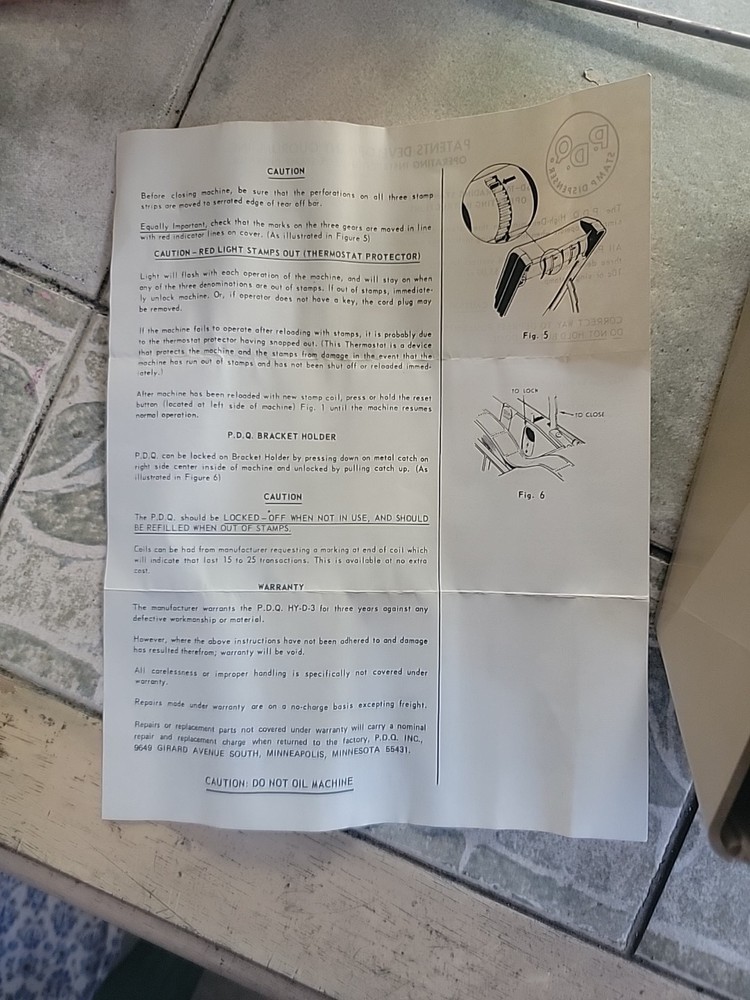 CAUTION
Before closing machine, be sure that the perforations on all three stamp
strips are moved to serrated edge of tear off bar.
Equally Important, check that the marks on the three gears are moved in line
with red indicator lines on cover. (As illustrated in Figure 5)
CAUTION – RED LIGHT STAMPS OUT (THERMOSTAT PROTECTOR)
Light will flash with each operation of the machine, and will stay on when
any of the three denominations are out of stamps. If out of stamps, immediate-
ly unlock machine. Or, if operator does not have a key, the cord plug may
be removed.
If the machine fails to operate after reloading with stamps, it is probably due
to the thermostat protector having snapped out. (This Thermostat is a device
that protects the machine and the stamps from damage in the event that the
machine has run out of stamps and has not been shut off or reloaded immed-
iately.)
After machine has been reloaded with new stamp coil, press or hold the reset
button (located at left side of machine) Fig. 1 until the machine resumes
normal operation.
P.D.Q. BRACKET HOLDER
P.D.Q. can be locked on Bracket Holder by pressing down on metal catch on
right side center inside of machine and unlocked by pulling catch up. (As
illustrated in Figure 6)
CAUTION
The P.D.Q. should be LOCKED – OFF WHEN NOT IN USE, AND SHOULD
BE REFILLED WHEN OUT OF STAMPS.
Coils can be had from manufacturer requesting a marking at end of coil which
will indicate that last 15 to 25 transactions. This is available at no extra
cost.
WARRANTY
The manufacturer warrants the P.D.Q. HY-D-3 for three years against any
defective workmanship or material.
However, where the above instructions have not been adhered to and damage
has resulted therefrom; warranty will be void.
All carelessness or improper handling is specifically not covered under
warranty.
Repairs made under warranty are on a no-charge basis excepting freight.
Repairs or replacement parts not covered under warranty will carry a nominal
repair and replacement charge when returned to the factory, P.D.Q. INC.,
9649 GIRARD AVENUE SOUTH, MINNEAPOLIS, MINNESOTA 55431.
CAUTION: DO NOT OIL MACHINE
Fig. 5
TO LOCK
TO CLOSE
Fig. 6
P.D.Q.
STAMP DISPENSER